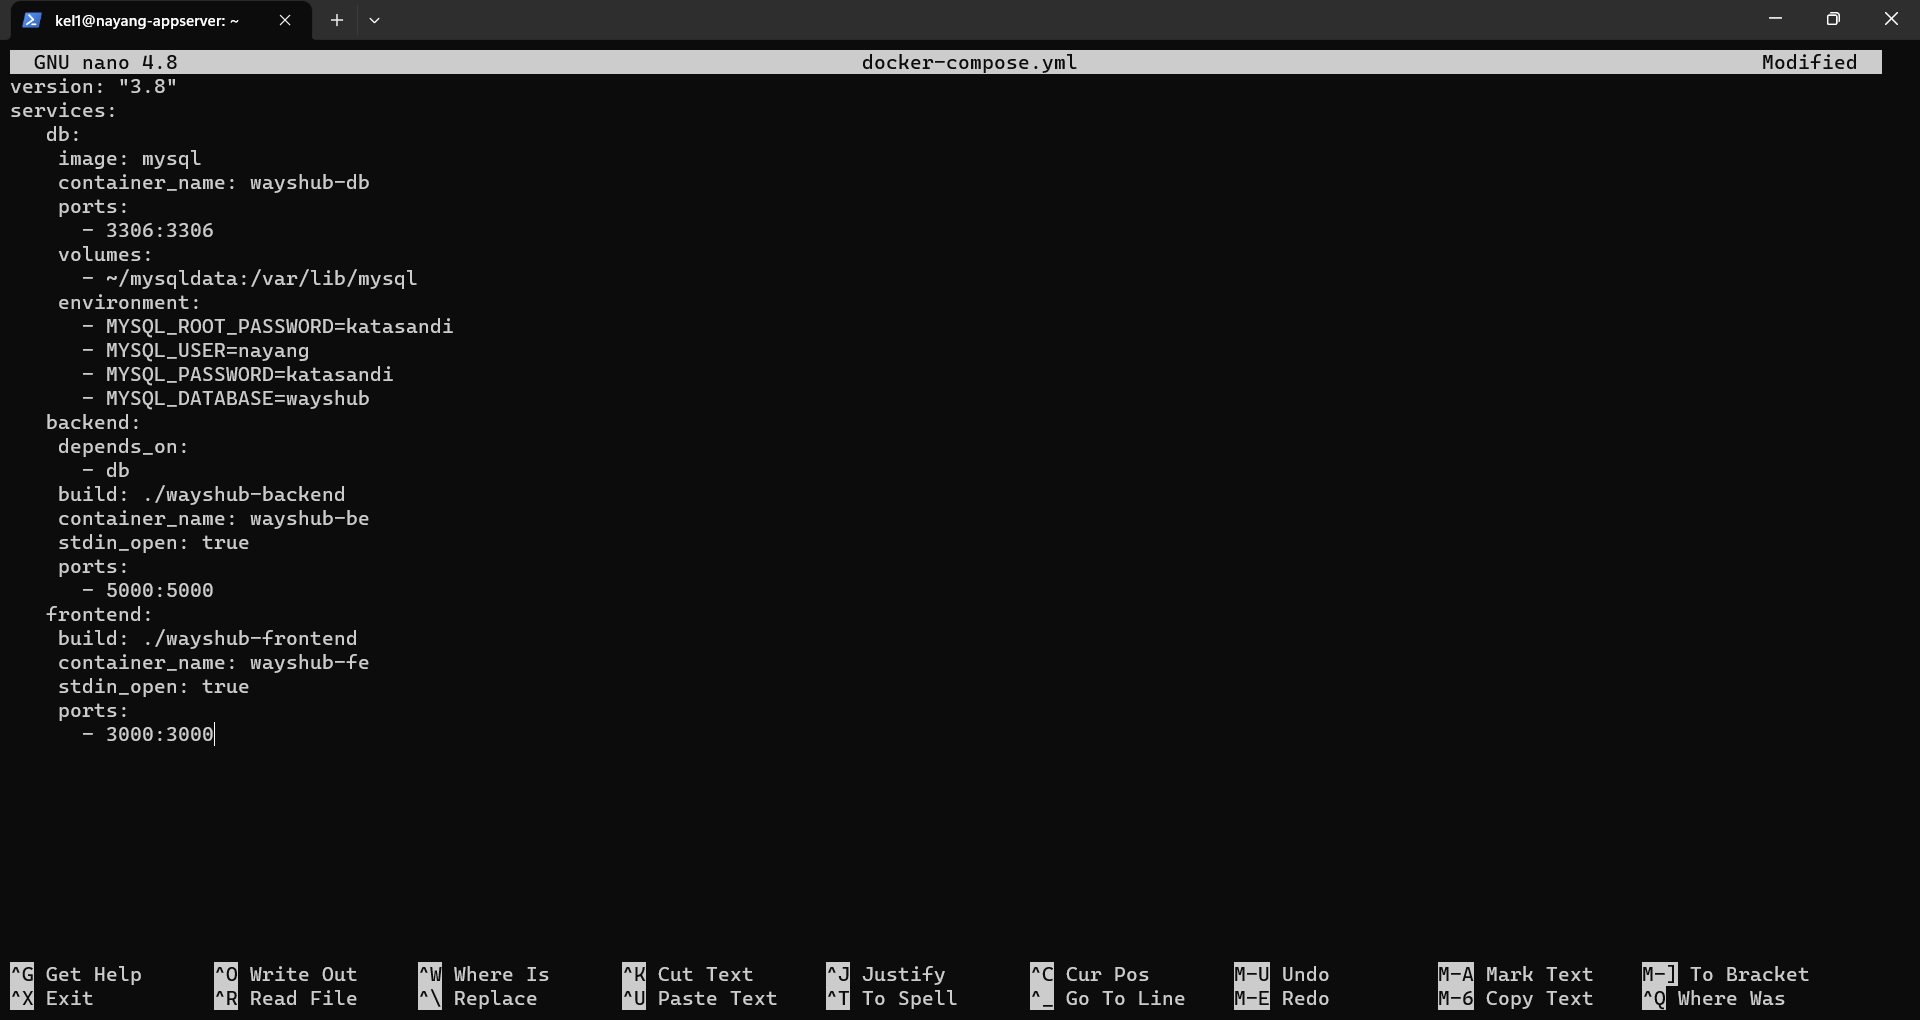 kel1@nayang-appserver: ~
GNU nano 4.8 docker-compose.yml Modified
version: "3.8"
services:
   db:
    image: mysql
    container_name: wayshub-db
    ports:
      - 3306:3306
    volumes:
      - ~/mysqldata:/var/lib/mysql
    environment:
      - MYSQL_ROOT_PASSWORD=katasandi
      - MYSQL_USER=nayang
      - MYSQL_PASSWORD=katasandi
      - MYSQL_DATABASE=wayshub
   backend:
    depends_on:
      - db
    build: ./wayshub-backend
    container_name: wayshub-be
    stdin_open: true
    ports:
      - 5000:5000
   frontend:
    build: ./wayshub-frontend
    container_name: wayshub-fe
    stdin_open: true
    ports:
      - 3000:3000
^G Get Help ^O Write Out ^W Where Is ^K Cut Text ^J Justify ^C Cur Pos M-U Undo M-A Mark Text M-] To Bracket
^X Exit ^R Read File ^\ Replace ^U Paste Text ^T To Spell ^_ Go To Line M-E Redo M-6 Copy Text ^Q Where Was